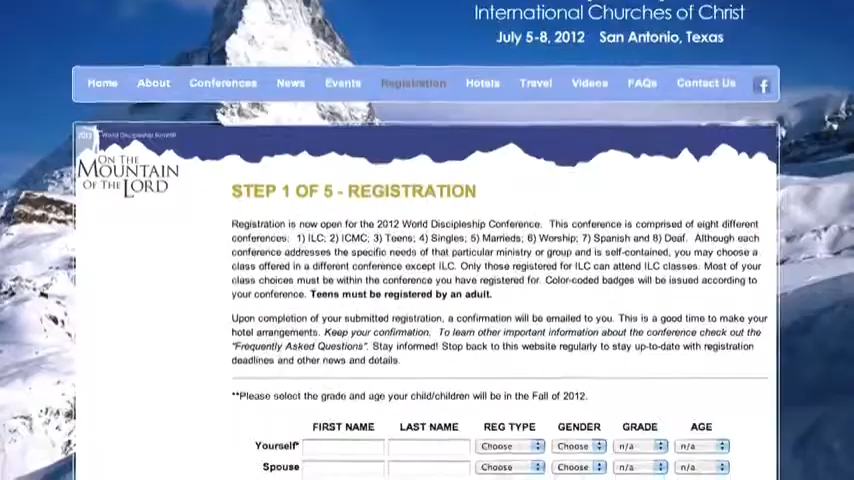 International Churches of Christ
July 5-8, 2012 San Antonio, Texas
Home About Conferences News Events Registration Hotels Travel Videos FAQs Contact Us f
2012 World Discipleship Summit
ON THE
MOUNTAIN
OF THE LORD
STEP 1 OF 5 - REGISTRATION
Registration is now open for the 2012 World Discipleship Conference. This conference is comprised of eight different
conferences: 1) ILC; 2) ICMC; 3) Teens; 4) Singles; 5) Marrieds; 6) Worship; 7) Spanish and 8) Deaf. Although each
conference addresses the specific needs of that particular ministry or group and is self-contained, you may choose a
class offered in a different conference except ILC. Only those registered for ILC can attend ILC classes. Most of your
class choices must be within the conference you have registered for. Color-coded badges will be issued according to
your conference. Teens must be registered by an adult.
Upon completion of your submitted registration, a confirmation will be emailed to you. This is a good time to make your
hotel arrangements. Keep your confirmation. To learn other important information about the conference check out the
"Frequently Asked Questions". Stay informed! Stop back to this website regularly to stay up-to-date with registration
deadlines and other news and details.
**Please select the grade and age your child/children will be in the Fall of 2012.
FIRST NAME LAST NAME REG TYPE GENDER GRADE AGE
Yourself* Choose Choose n/a n/a
Spouse Choose Choose n/a n/a